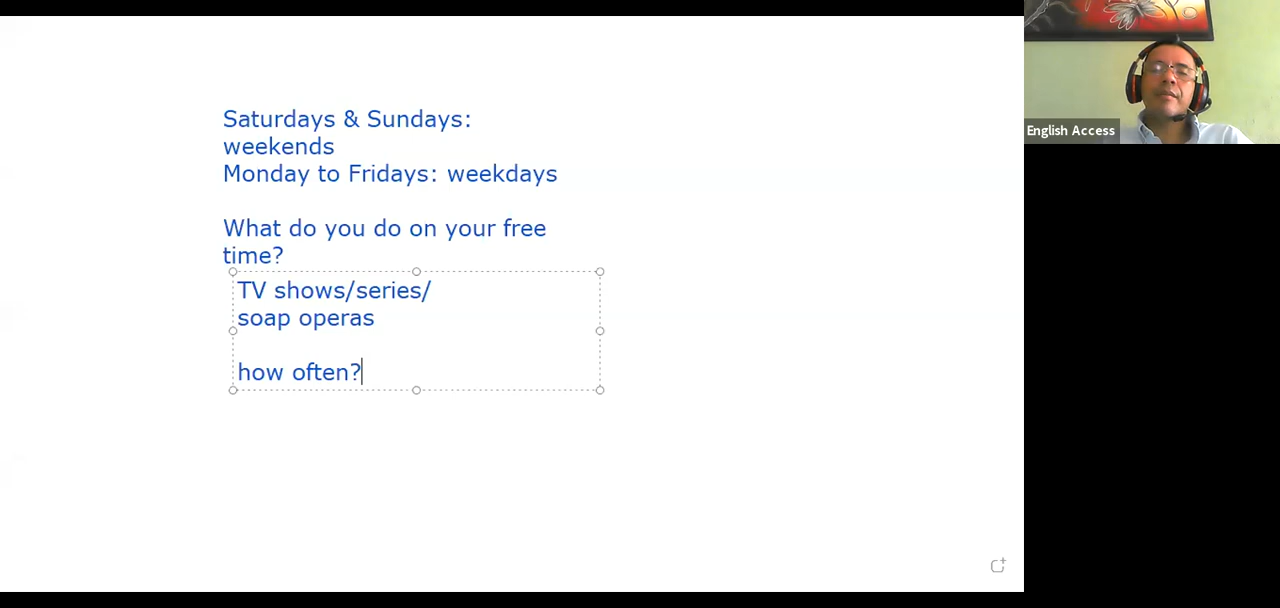 Saturdays & Sundays:
weekends
Monday to Fridays: weekdays
What do you do on your free
time?
TV shows/series/
soap operas
how often?
English Access